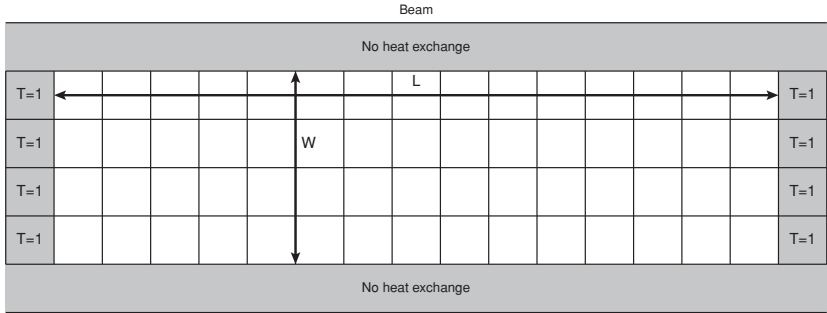 Beam
No heat exchange
T=1 L T=1
T=1 W T=1
T=1 T=1
T=1 T=1
No heat exchange